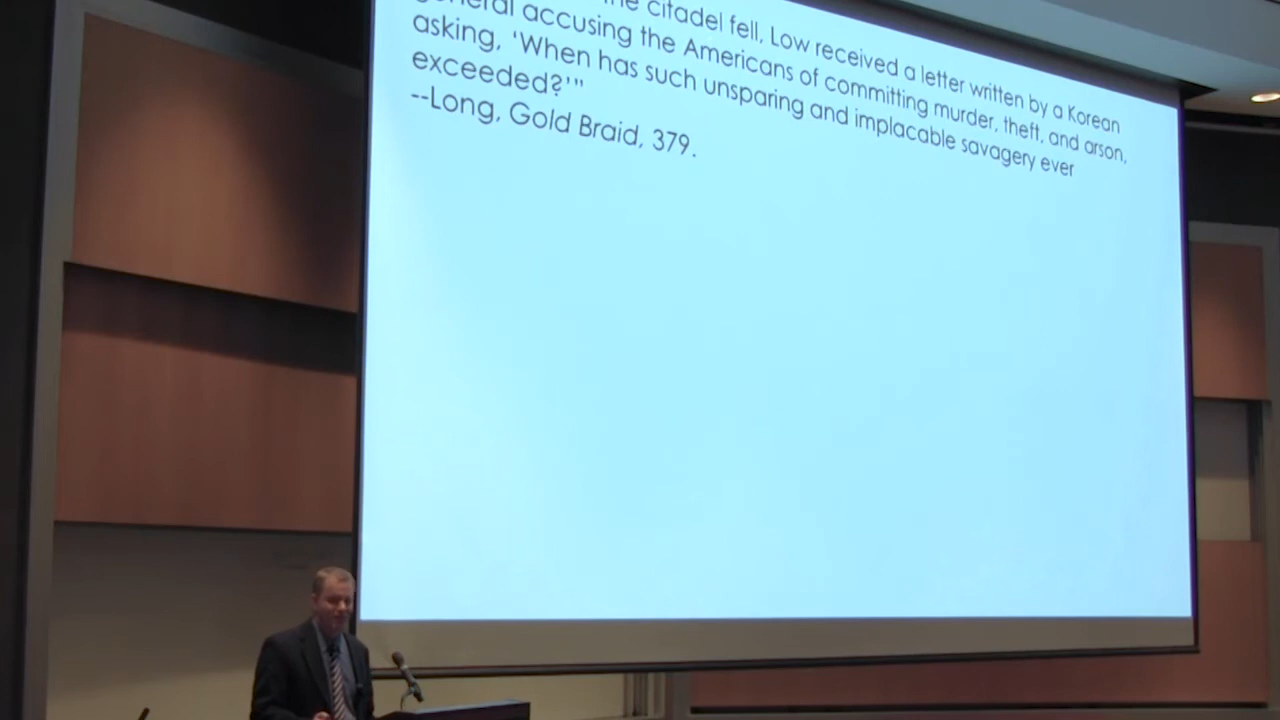 the citadel fell, Low received a letter written by a Korean
general accusing the Americans of committing murder, theft, and arson,
asking, 'When has such unsparing and implacable savagery ever
exceeded?'"
--Long, Gold Braid, 379.